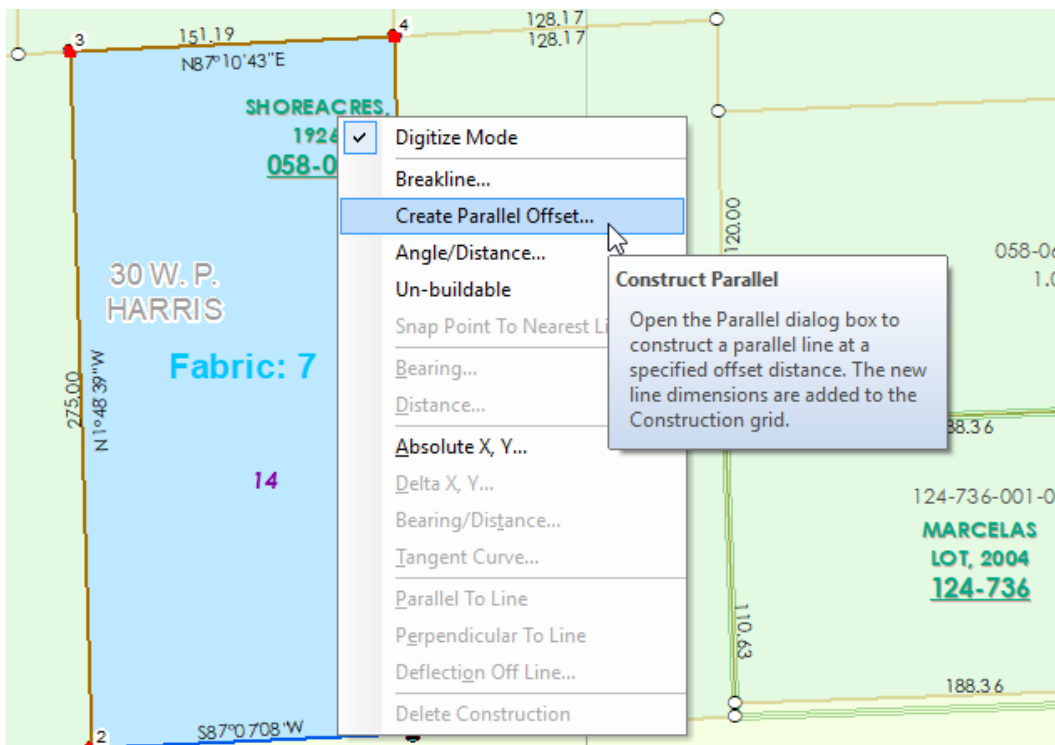 128.17
128.17
3
151.19
4
N87°10'43"E
SHOREACRES,
1926
058-0
30 W. P.
HARRIS
Fabric: 7
275.00
N1°48'39"W
14
2
S87°07'08"W
Digitize Mode
Breakline...
Create Parallel Offset...
Angle/Distance...
Un-buildable
Snap Point To Nearest Li
Bearing...
Distance...
Absolute X, Y...
Delta X, Y...
Bearing/Distance...
Tangent Curve...
Parallel To Line
Perpendicular To Line
Deflection Off Line...
Delete Construction
Construct Parallel
Open the Parallel dialog box to
construct a parallel line at a
specified offset distance. The new
line dimensions are added to the
Construction grid.
120.00
058-06
1.0
88.36
124-736-001-0
MARCELAS
LOT, 2004
124-736
110.63
188.36